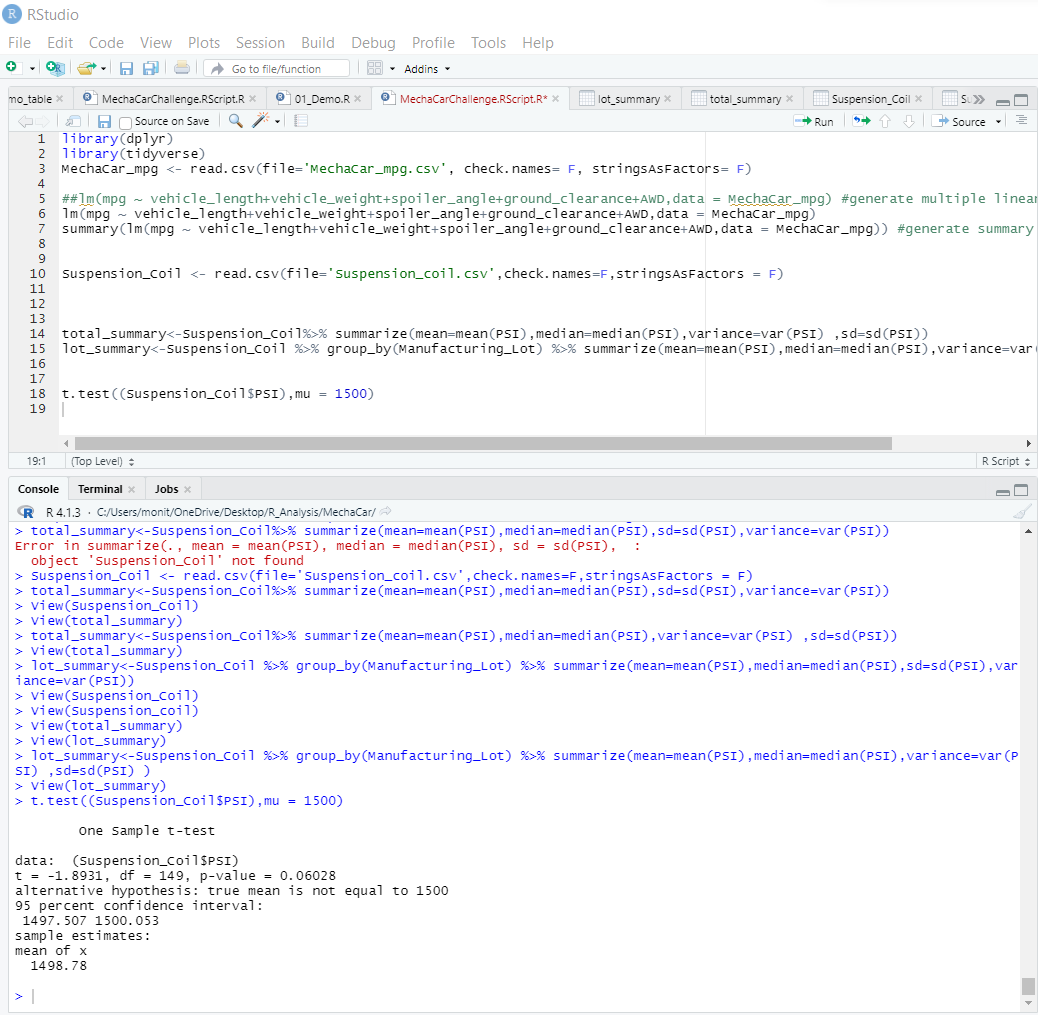 RStudio
File Edit Code View Plots Session Build Debug Profile Tools Help
Go to file/function Addins
mo_table MechaCarChallenge.RScript.R 01_Demo.R MechaCarChallenge.RScript.R* lot_summary total_summary Suspension_Coil Su
Source on Save Run Source
1 library(dplyr)
2 library(tidyverse)
3 MechaCar_mpg <- read.csv(file='MechaCar_mpg.csv', check.names= F, stringsAsFactors= F)
4
5 ##lm(mpg ~ vehicle_length+vehicle_weight+spoiler_angle+ground_clearance+AWD,data = MechaCar_mpg) #generate multiple linear
6 lm(mpg ~ vehicle_length+vehicle_weight+spoiler_angle+ground_clearance+AWD,data = MechaCar_mpg)
7 summary(lm(mpg ~ vehicle_length+vehicle_weight+spoiler_angle+ground_clearance+AWD,data = MechaCar_mpg)) #generate summary
8
9
10 Suspension_Coil <- read.csv(file='Suspension_coil.csv',check.names=F,stringsAsFactors = F)
11
12
13
14 total_summary<-Suspension_Coil%>% summarize(mean=mean(PSI),median=median(PSI),variance=var(PSI) ,sd=sd(PSI))
15 lot_summary<-Suspension_Coil %>% group_by(Manufacturing_Lot) %>% summarize(mean=mean(PSI),median=median(PSI),variance=var(
16
17
18 t.test((Suspension_Coil$PSI),mu = 1500)
19
19:1 (Top Level) R Script
Console Terminal Jobs
R 4.1.3 · C:/Users/monit/OneDrive/Desktop/R_Analysis/MechaCar/
> total_summary<-Suspension_Coil%>% summarize(mean=mean(PSI),median=median(PSI),sd=sd(PSI),variance=var(PSI))
Error in summarize(., mean = mean(PSI), median = median(PSI), sd = sd(PSI), :
object 'Suspension_Coil' not found
> Suspension_Coil <- read.csv(file='Suspension_coil.csv',check.names=F,stringsAsFactors = F)
> total_summary<-Suspension_Coil%>% summarize(mean=mean(PSI),median=median(PSI),sd=sd(PSI),variance=var(PSI))
> View(Suspension_Coil)
> View(total_summary)
> total_summary<-Suspension_Coil%>% summarize(mean=mean(PSI),median=median(PSI),variance=var(PSI) ,sd=sd(PSI))
> View(total_summary)
> lot_summary<-Suspension_Coil %>% group_by(Manufacturing_Lot) %>% summarize(mean=mean(PSI),median=median(PSI),sd=sd(PSI),var
iance=var(PSI))
> View(Suspension_Coil)
> View(Suspension_coil)
> View(total_summary)
> View(lot_summary)
> lot_summary<-Suspension_Coil %>% group_by(Manufacturing_Lot) %>% summarize(mean=mean(PSI),median=median(PSI),variance=var(P
SI) ,sd=sd(PSI) )
> View(lot_summary)
> t.test((Suspension_Coil$PSI),mu = 1500)
One Sample t-test
data: (Suspension_Coil$PSI)
t = -1.8931, df = 149, p-value = 0.06028
alternative hypothesis: true mean is not equal to 1500
95 percent confidence interval:
1497.507 1500.053
sample estimates:
mean of x
1498.78
>